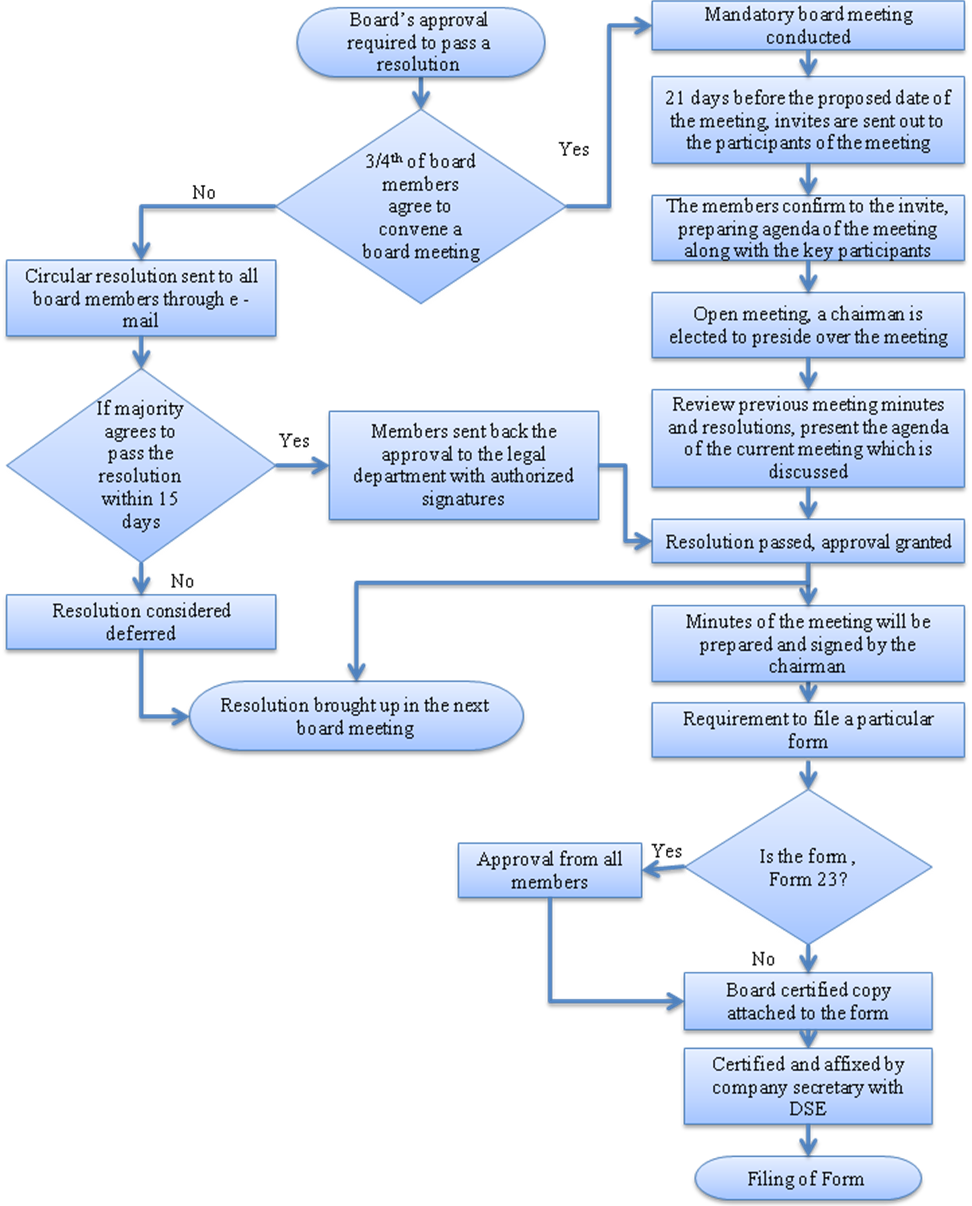 Board's approval
required to pass a
resolution
3/4th of board
members
agree to
convene a
board meeting
Yes
No
Mandatory board meeting
conducted
21 days before the proposed date of
the meeting, invites are sent out to
the participants of the meeting
The members confirm to the invite,
preparing agenda of the meeting
along with the key participants
Open meeting, a chairman is
elected to preside over the meeting
Review previous meeting minutes
and resolutions, present the agenda
of the current meeting which is
discussed
Circular resolution sent to all
board members through e -
mail
If majority
agrees to
pass the
resolution
within 15
days
Yes
Members sent back the
approval to the legal
department with authorized
signatures
Resolution passed, approval granted
No
Resolution considered
deferred
Resolution brought up in the next
board meeting
Minutes of the meeting will be
prepared and signed by the
chairman
Requirement to file a particular
form
Is the form ,
Form 23?
Yes
Approval from all
members
No
Board certified copy
attached to the form
Certified and affixed by
company secretary with
DSE
Filing of Form